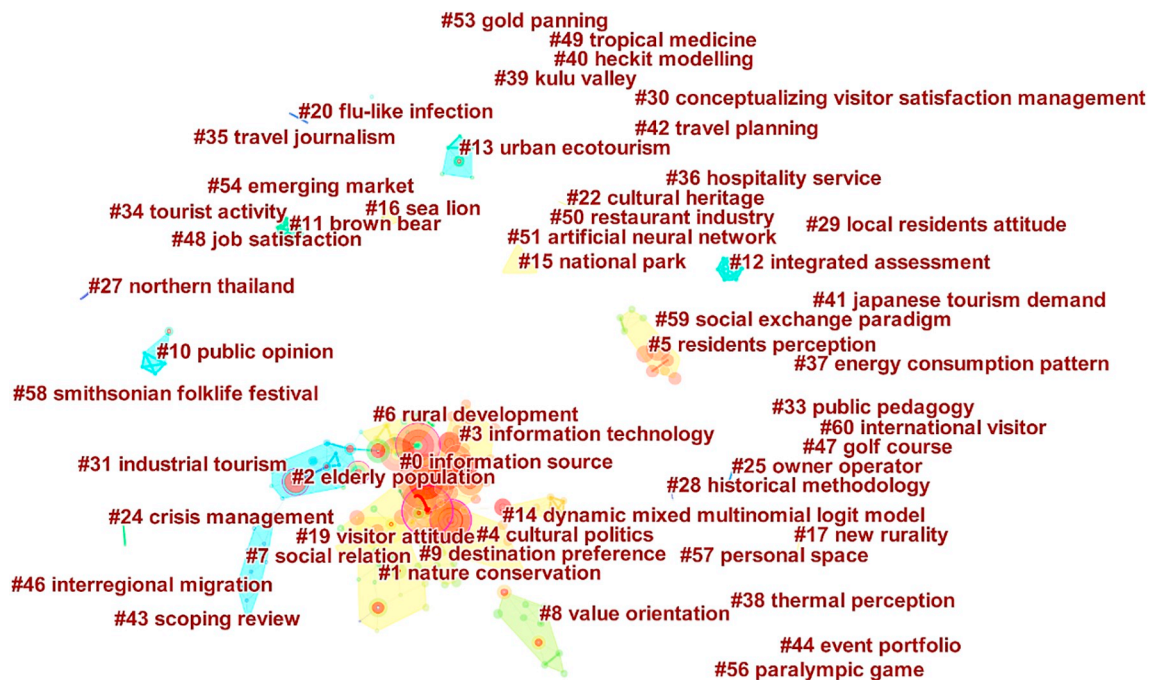 #53 gold panning
#49 tropical medicine
#40 heckit modelling
#39 kulu valley
#30 conceptualizing visitor satisfaction management
#20 flu-like infection
#42 travel planning
#35 travel journalism
#13 urban ecotourism
#36 hospitality service
#54 emerging market
#22 cultural heritage
#34 tourist activity
#16 sea lion
#50 restaurant industry
#11 brown bear
#29 local residents attitude
#48 job satisfaction
#51 artificial neural network
#15 national park
#12 integrated assessment
#27 northern thailand
#41 japanese tourism demand
#59 social exchange paradigm
#5 residents perception
#10 public opinion
#37 energy consumption pattern
#58 smithsonian folklife festival
#33 public pedagogy
#6 rural development
#60 international visitor
#3 information technology
#47 golf course
#31 industrial tourism
#0 information source
#25 owner operator
#2 elderly population
#28 historical methodology
#24 crisis management
#14 dynamic mixed multinomial logit model
#19 visitor attitude
#4 cultural politics
#17 new rurality
#7 social relation
#9 destination preference
#57 personal space
#1 nature conservation
#46 interregional migration
#38 thermal perception
#43 scoping review
#8 value orientation
#44 event portfolio
#56 paralympic game